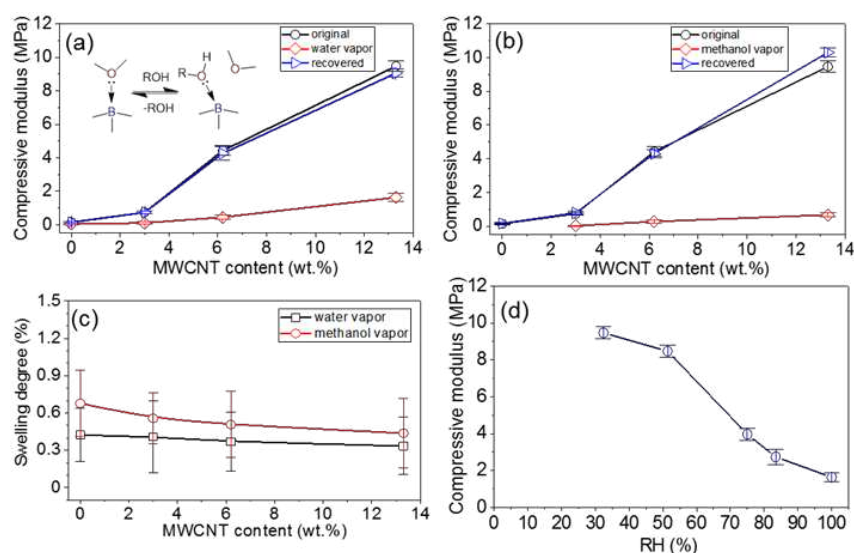 (a)
original
water vapor
recovered
H
R
O
O
O
ROH
-ROH
B
B
Compressive modulus (MPa)
12
10
8
6
4
2
0
0 2 4 6 8 10 12 14
MWCNT content (wt.%)
(b)
original
methanol vapor
recovered
Compressive modulus (MPa)
12
10
8
6
4
2
0
0 2 4 6 8 10 12 14
MWCNT content (wt.%)
(c)
water vapor
methanol vapor
Swelling degree (%)
1.5
1.2
0.9
0.6
0.3
0
0 2 4 6 8 10 12 14
MWCNT content (wt.%)
(d)
Compressive modulus (MPa)
12
10
8
6
4
2
0
0 10 20 30 40 50 60 70 80 90 100
RH (%)